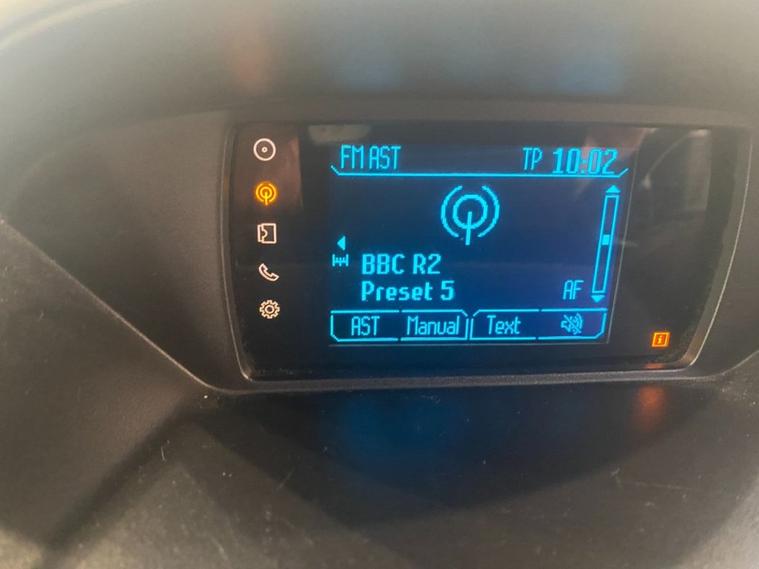 FM AST TP 10:02
BBC R2
Preset 5 AF
AST Manual Text
i